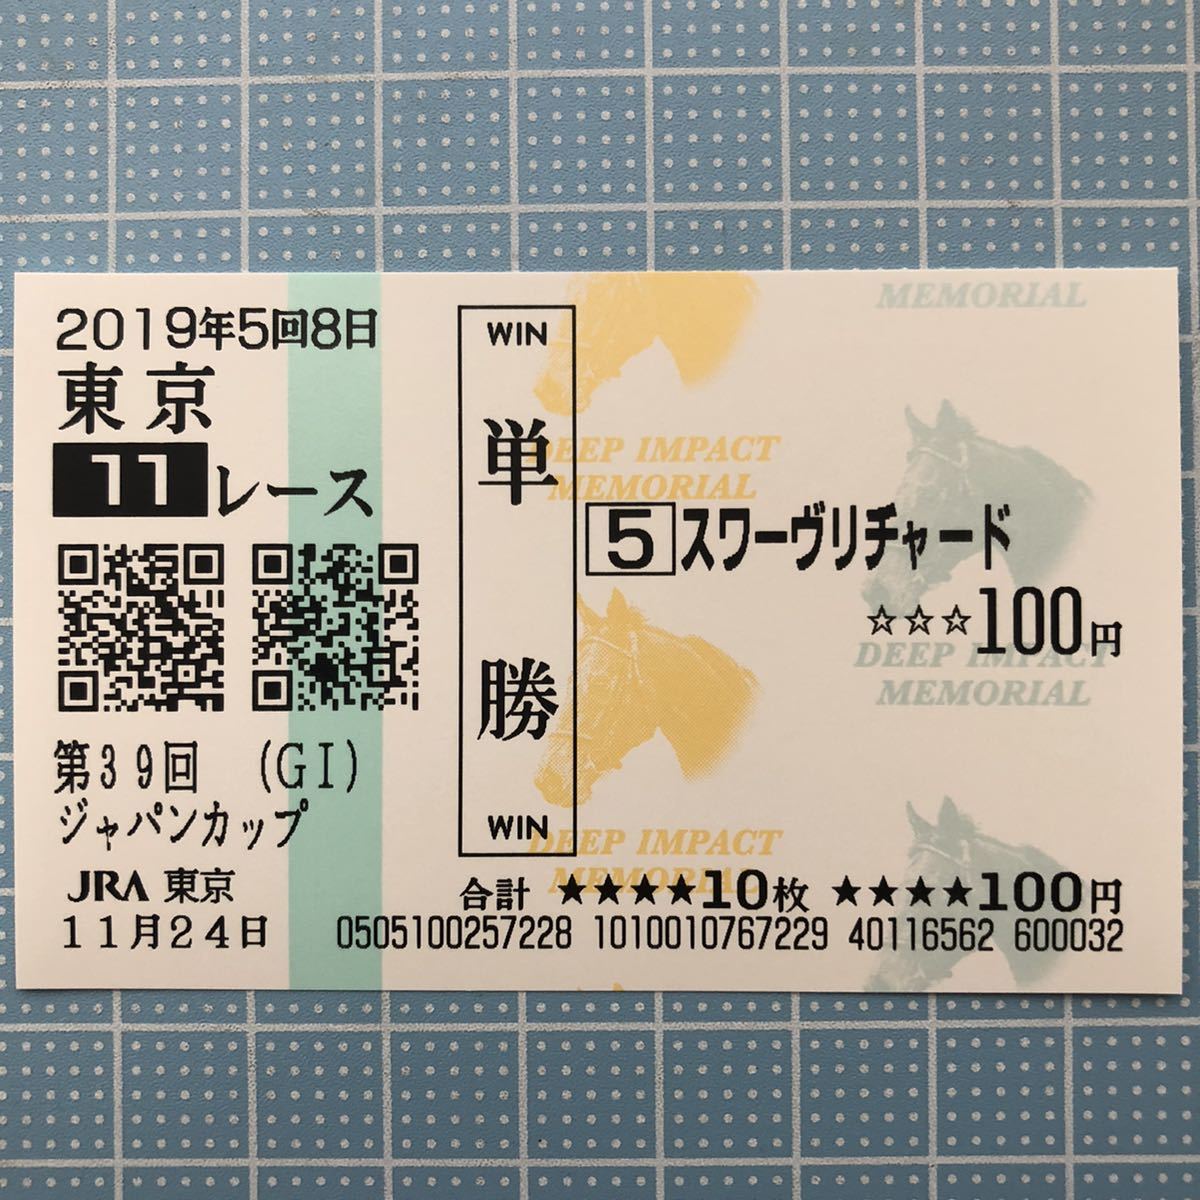 2019年5回8日
東京
11レース
第39回 (GI)
ジャパンカップ
JRA 東京
11月24日
WIN
単勝
WIN
5 スワーヴリチャード
☆☆☆100円
合計 ★★★★10枚 ★★★★100円
0505100257228 1010010767229 40116562 600032
MEMORIAL
DEEP IMPACT
MEMORIAL
DEEP IMPACT
MEMORIAL
DEEP IMPACT
MEMORIAL